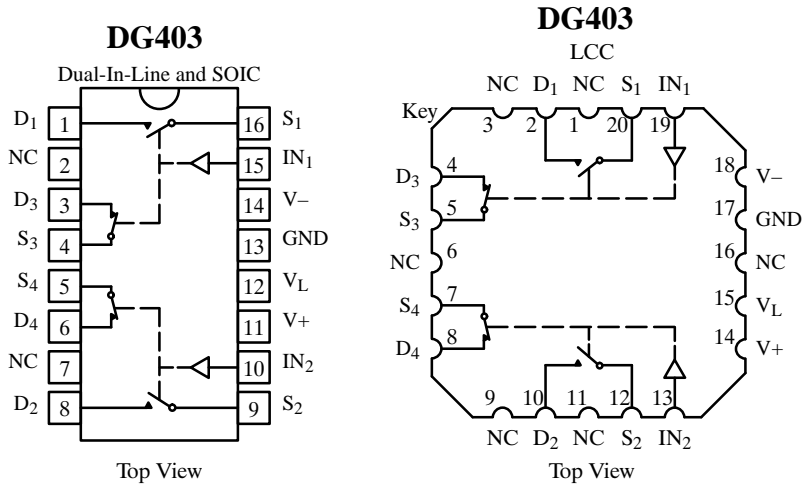 DG403
Dual-In-Line and SOIC
D1 1 16 S1
NC 2 15 IN1
D3 3 14 V–
S3 4 13 GND
S4 5 12 VL
D4 6 11 V+
NC 7 10 IN2
D2 8 9 S2
Top View
DG403
LCC
NC D1 NC S1 IN1
Key
3 2 1 20 19
D3 4 18 V–
S3 5 17 GND
NC 6 16 NC
S4 7 15 VL
D4 8 14 V+
9 10 11 12 13
NC D2 NC S2 IN2
Top View